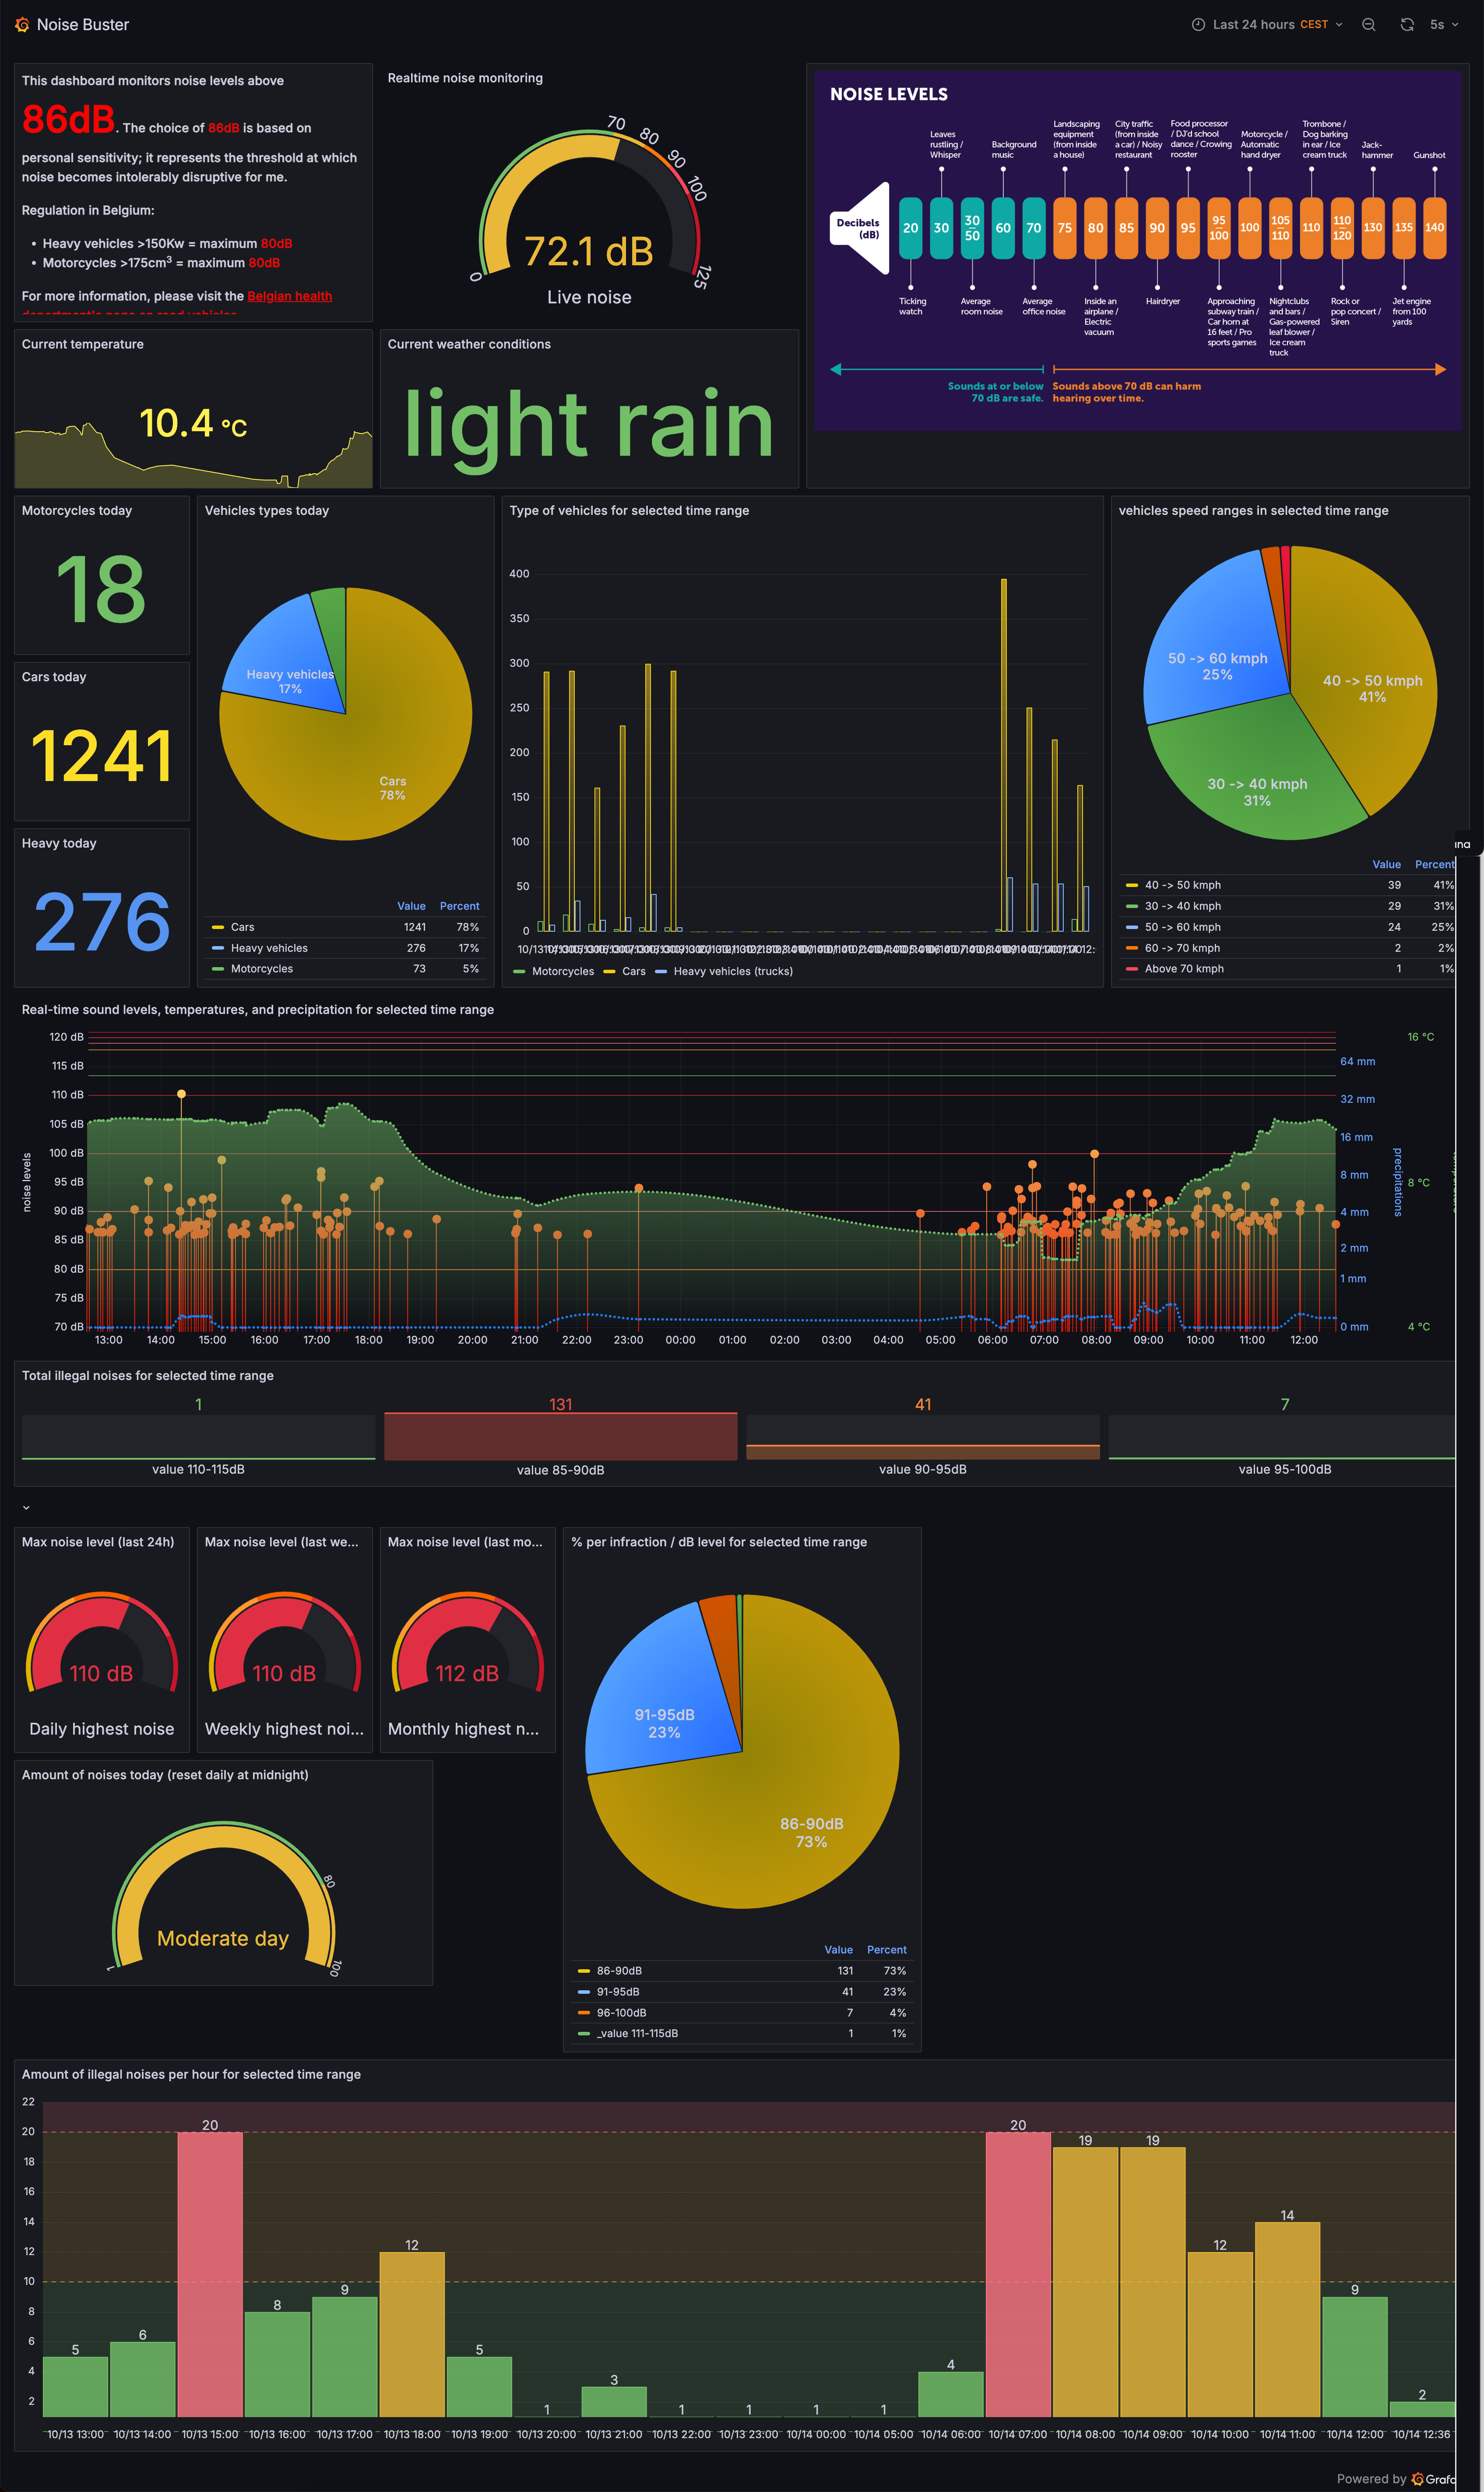 Noise Buster
Last 24 hours CEST
5s
This dashboard monitors noise levels above
86dB. The choice of 86dB is based on
personal sensitivity; it represents the threshold at which
noise becomes intolerably disruptive for me.
Regulation in Belgium:
• Heavy vehicles >150Kw = maximum 80dB
• Motorcycles >175cm3 = maximum 80dB
For more information, please visit the Belgian health
department's page on road vehicles
Realtime noise monitoring
0
70
80
90
100
125
72.1 dB
Live noise
NOISE LEVELS
Leaves
rustling /
Whisper
Background
music
Landscaping
equipment
(from inside
a house)
City traffic
(from inside
a car) / Noisy
restaurant
Food processor
/ DJ'd school
dance / Crowing
rooster
Motorcycle /
Automatic
hand dryer
Trombone /
Dog barking
in ear / Ice
cream truck
Jack-
hammer
Gunshot
Decibels
(dB)
20
30
30
50
60
70
75
80
85
90
95
95
100
100
105
110
110
110
120
130
135
140
Ticking
watch
Average
room noise
Average
office noise
Inside an
airplane /
Electric
vacuum
Hairdryer
Approaching
subway train /
Car horn at
16 feet / Pro
sports games
Nightclubs
and bars /
Gas-powered
leaf blower /
Ice cream
truck
Rock or
pop concert /
Siren
Jet engine
from 100
yards
Sounds at or below
70 dB are safe.
Sounds above 70 dB can harm
hearing over time.
Current temperature
10.4 °C
Current weather conditions
light rain
Motorcycles today
18
Cars today
1241
Heavy today
276
Vehicles types today
Heavy vehicles
17%
Cars
78%
Value Percent
Cars 1241 78%
Heavy vehicles 276 17%
Motorcycles 73 5%
Type of vehicles for selected time range
400
350
300
250
200
150
100
50
0
Motorcycles Cars Heavy vehicles (trucks)
vehicles speed ranges in selected time range
50 -> 60 kmph
25%
40 -> 50 kmph
41%
30 -> 40 kmph
31%
Value Percent
40 -> 50 kmph 39 41%
30 -> 40 kmph 29 31%
50 -> 60 kmph 24 25%
60 -> 70 kmph 2 2%
Above 70 kmph 1 1%
Real-time sound levels, temperatures, and precipitation for selected time range
noise levels
120 dB
115 dB
110 dB
105 dB
100 dB
95 dB
90 dB
85 dB
80 dB
75 dB
70 dB
13:00 14:00 15:00 16:00 17:00 18:00 19:00 20:00 21:00 22:00 23:00 00:00 01:00 02:00 03:00 04:00 05:00 06:00 07:00 08:00 09:00 10:00 11:00 12:00
64 mm
32 mm
16 mm
8 mm
4 mm
2 mm
1 mm
0 mm
precipitations
16 °C
8 °C
4 °C
Total illegal noises for selected time range
1
value 110-115dB
131
value 85-90dB
41
value 90-95dB
7
value 95-100dB
Max noise level (last 24h)
110 dB
Daily highest noise
Max noise level (last we...
110 dB
Weekly highest noi...
Max noise level (last mo...
112 dB
Monthly highest n...
% per infraction / dB level for selected time range
91-95dB
23%
86-90dB
73%
Value Percent
86-90dB 131 73%
91-95dB 41 23%
96-100dB 7 4%
_value 111-115dB 1 1%
Amount of noises today (reset daily at midnight)
1
80
100
Moderate day
Amount of illegal noises per hour for selected time range
22
20
18
16
14
12
10
8
6
4
2
5 6 20 8 9 12 5 1 3 1 1 1 1 4 20 19 19 12 14 9 2
10/13 13:00 10/13 14:00 10/13 15:00 10/13 16:00 10/13 17:00 10/13 18:00 10/13 19:00 10/13 20:00 10/13 21:00 10/13 22:00 10/13 23:00 10/14 00:00 10/14 05:00 10/14 06:00 10/14 07:00 10/14 08:00 10/14 09:00 10/14 10:00 10/14 11:00 10/14 12:00 10/14 12:36
Powered by Grafa